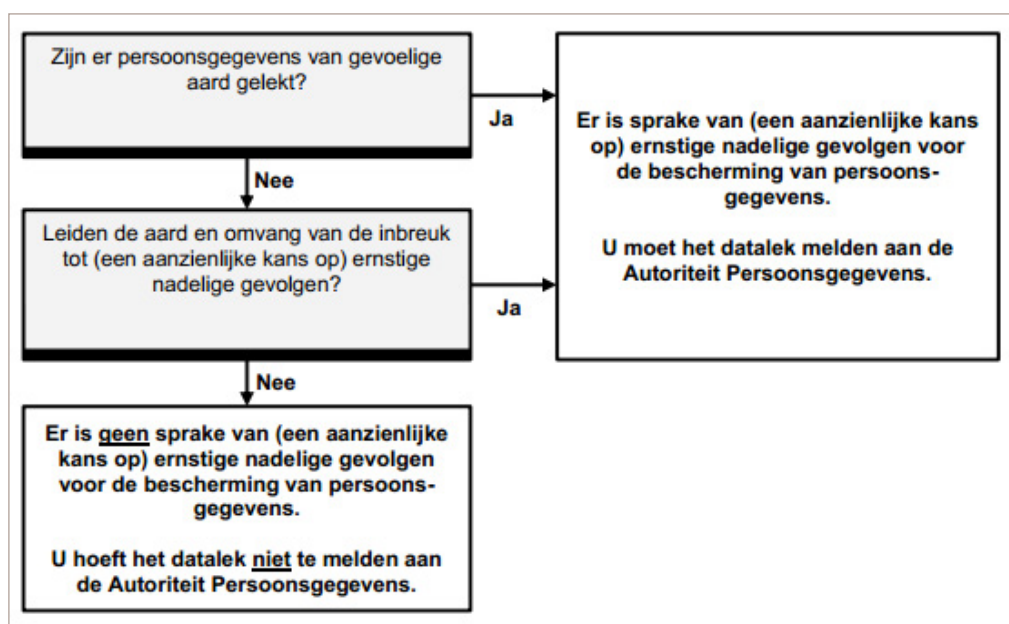 Zijn er persoonsgegevens van gevoelige
aard gelekt?
Ja
Er is sprake van (een aanzienlijke kans
op) ernstige nadelige gevolgen voor
de bescherming van persoons-
gegevens.
U moet het datalek melden aan de
Autoriteit Persoonsgegevens.
Nee
Leiden de aard en omvang van de inbreuk
tot (een aanzienlijke kans op) ernstige
nadelige gevolgen?
Ja
Nee
Er is geen sprake van (een aanzienlijke
kans op) ernstige nadelige gevolgen
voor de bescherming van persoons-
gegevens.
U hoeft het datalek niet te melden aan
de Autoriteit Persoonsgegevens.